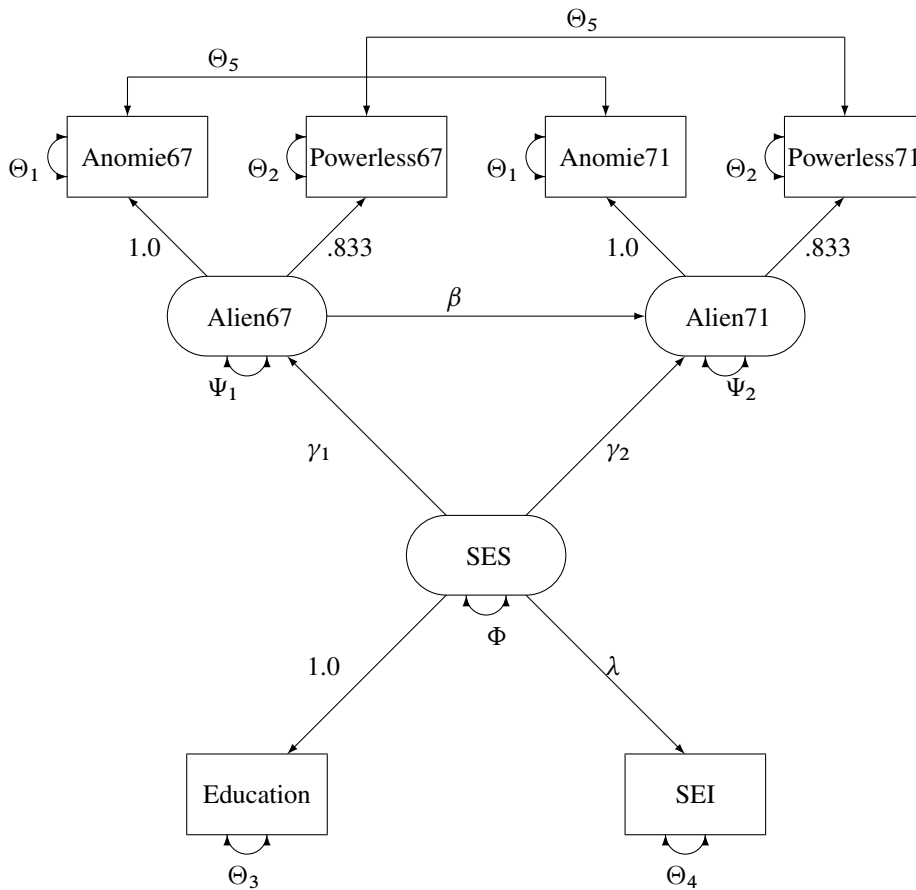 Θ5
Θ5
Θ1
Anomie67
Θ2
Powerless67
Θ1
Anomie71
Θ2
Powerless71
1.0
.833
1.0
.833
Alien67
β
Alien71
Ψ1
Ψ2
γ1
γ2
SES
Φ
1.0
λ
Education
SEI
Θ3
Θ4